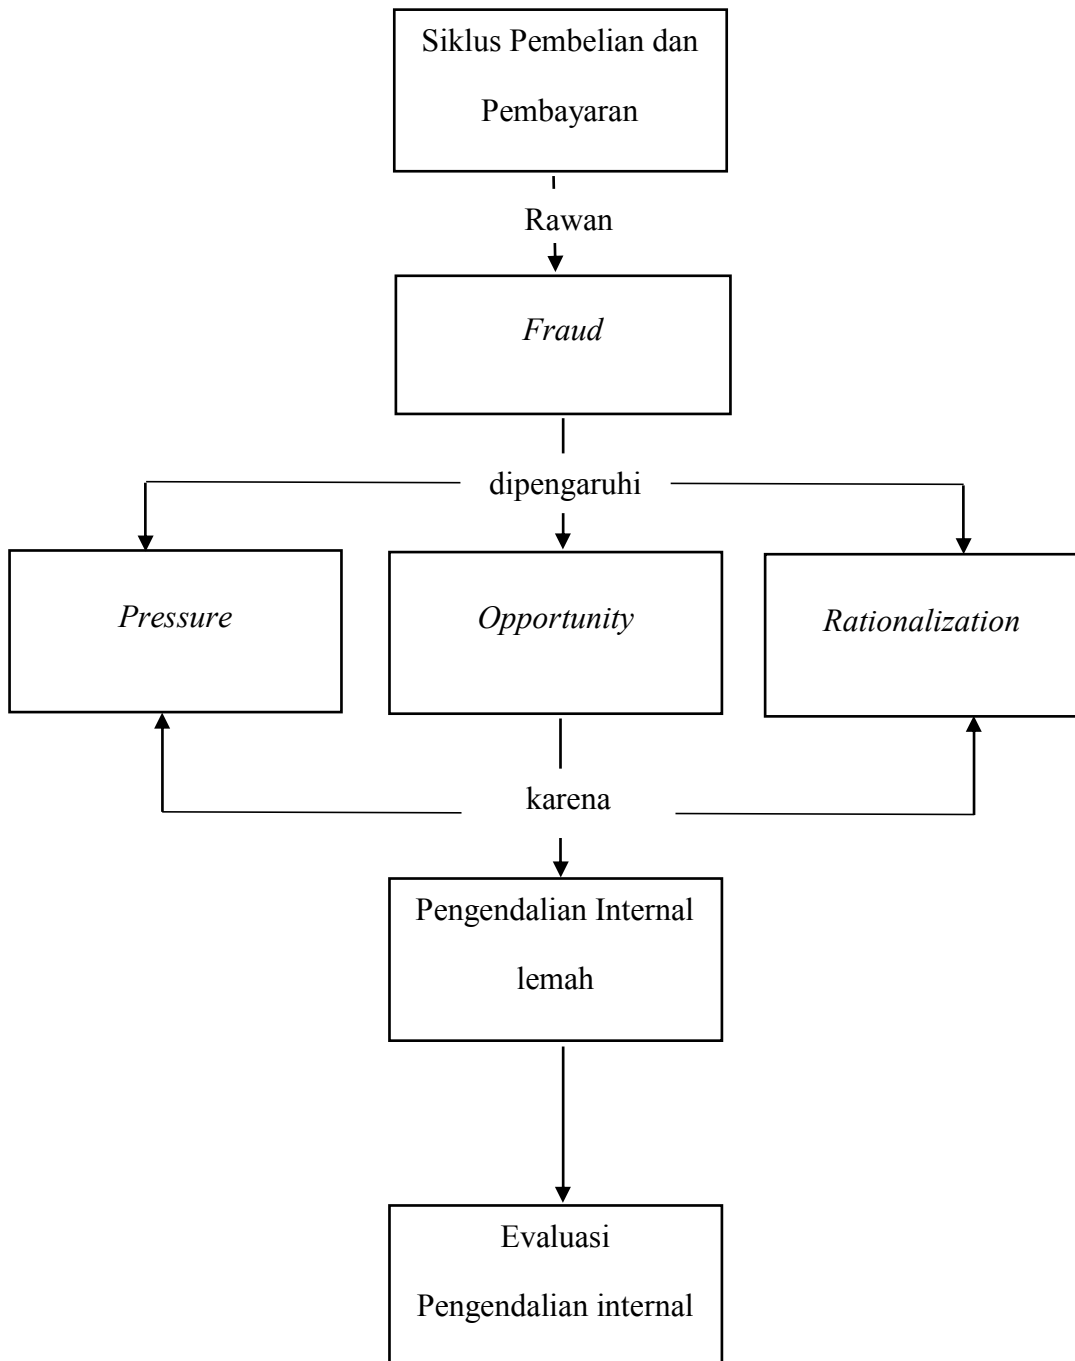 Siklus Pembelian dan
Pembayaran
Rawan
Fraud
dipengaruhi
Pressure
Opportunity
Rationalization
karena
Pengendalian Internal
lemah
Evaluasi
Pengendalian internal